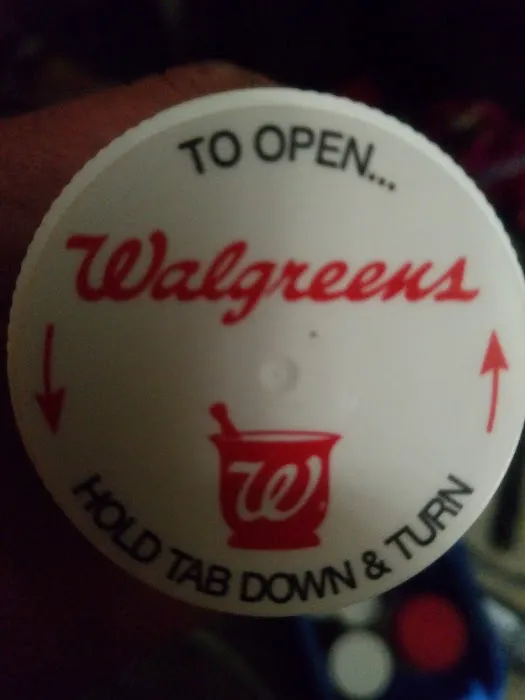 TO OPEN...
Walgreens
W
HOLD TAB DOWN & TURN